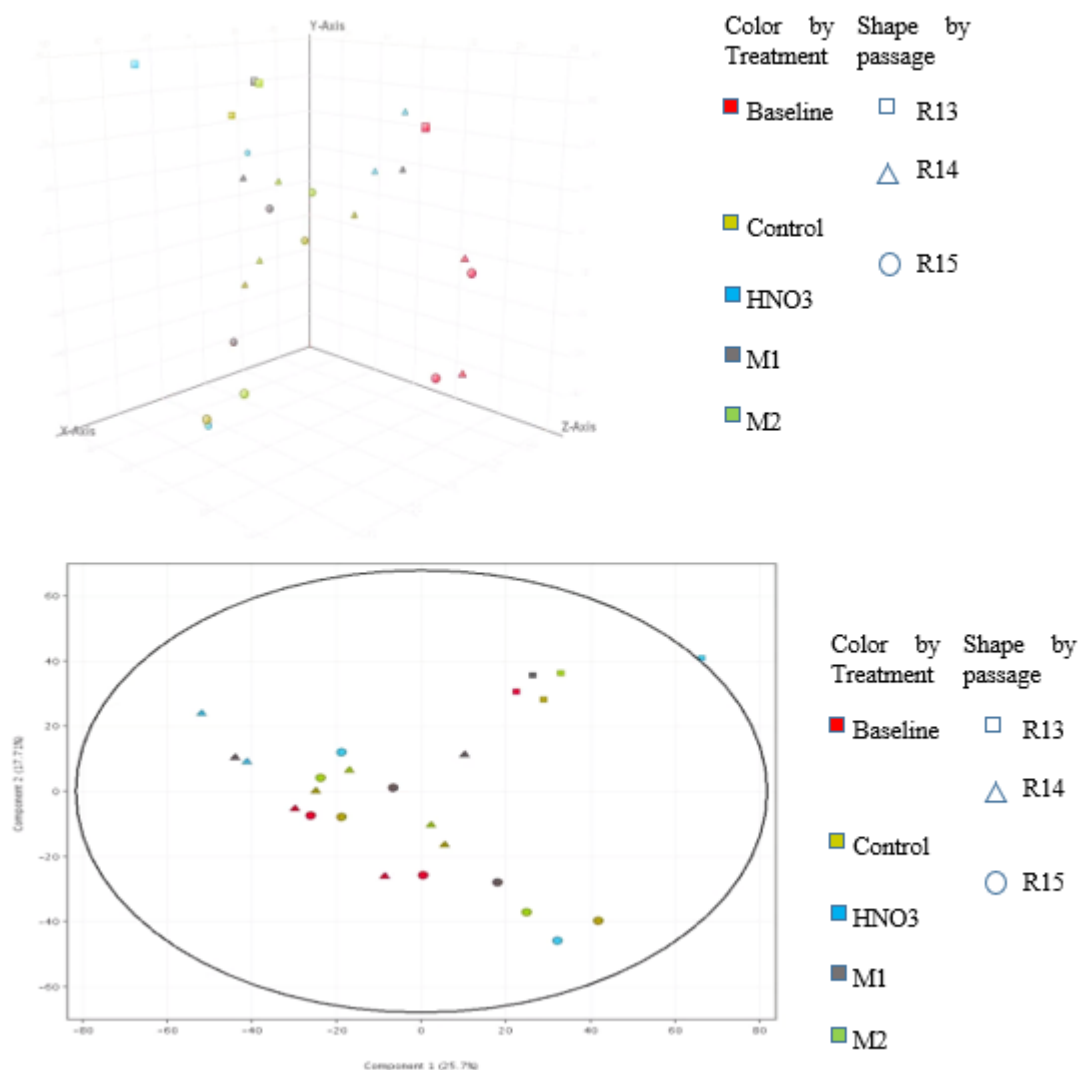 Y-Axis
X-Axis
Z-Axis
Color by Shape by
Treatment passage
Baseline R13
R14
Control
R15
HNO3
M1
M2
60
40
20
0
-20
-40
-60
-80 -60 -40 -20 0 20 40 60 80
Component 2 (17.71%)
Component 1 (25.7%)
Color by Shape by
Treatment passage
Baseline R13
R14
Control
R15
HNO3
M1
M2